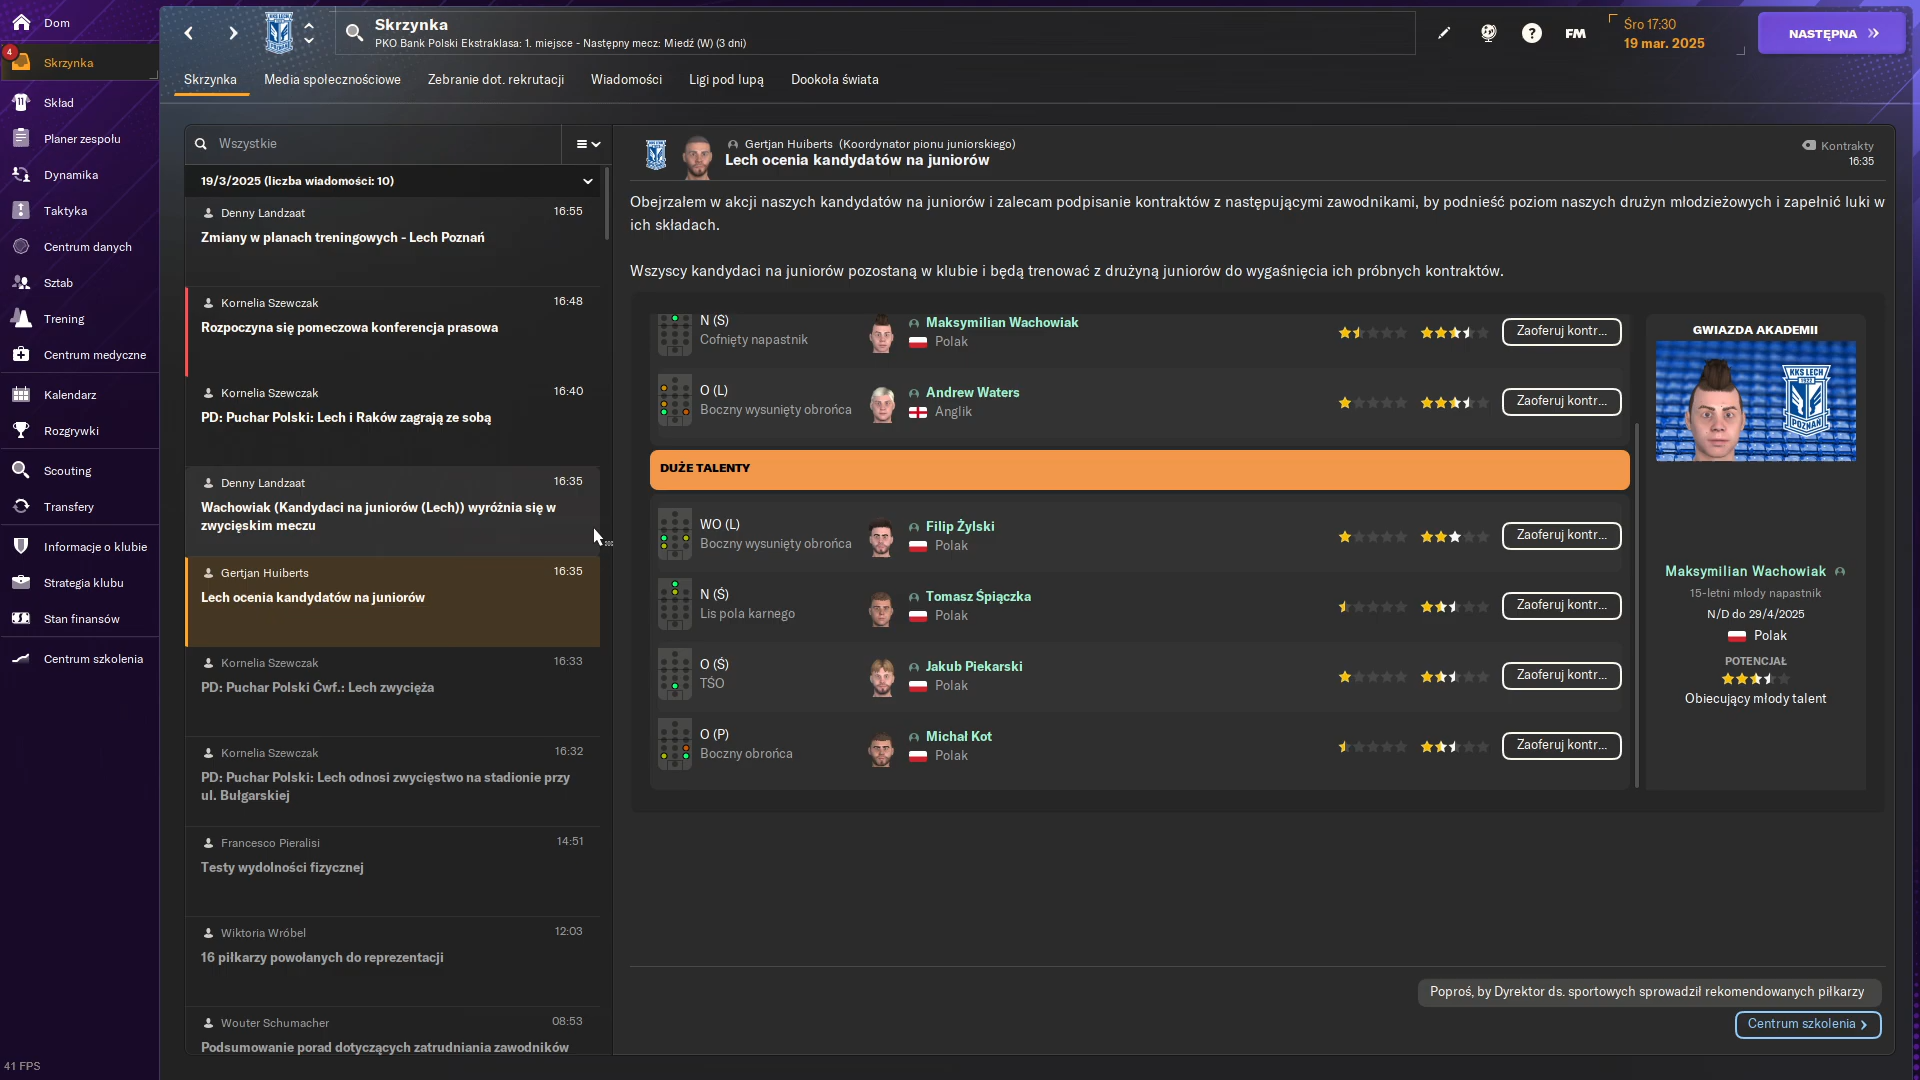 Dom
4
Skrzynka
Skład
Planer zespołu
Dynamika
Taktyka
Centrum danych
Sztab
Trening
Centrum medyczne
Kalendarz
Rozgrywki
Scouting
Transfery
Informacje o klubie
Strategia klubu
Stan finansów
Centrum szkolenia
41 FPS
Skrzynka
PKO Bank Polski Ekstraklasa: 1. miejsce - Następny mecz: Miedź (W) (3 dni)
FM
Śro 17:30
19 mar. 2025
NASTĘPNA
Skrzynka Media społecznościowe Zebranie dot. rekrutacji Wiadomości Ligi pod lupą Dookoła świata
Wszystkie
19/3/2025 (liczba wiadomości: 10)
Denny Landzaat 16:55
Zmiany w planach treningowych - Lech Poznań
Kornelia Szewczak 16:48
Rozpoczyna się pomeczowa konferencja prasowa
Kornelia Szewczak 16:40
PD: Puchar Polski: Lech i Raków zagrają ze sobą
Denny Landzaat 16:35
Wachowiak (Kandydaci na juniorów (Lech)) wyróżnia się w
zwycięskim meczu
Gertjan Huiberts 16:35
Lech ocenia kandydatów na juniorów
Kornelia Szewczak 16:33
PD: Puchar Polski Ćwf.: Lech zwycięża
Kornelia Szewczak 16:32
PD: Puchar Polski: Lech odnosi zwycięstwo na stadionie przy
ul. Bułgarskiej
Francesco Pieralisi 14:51
Testy wydolności fizycznej
Wiktoria Wróbel 12:03
16 piłkarzy powołanych do reprezentacji
Wouter Schumacher 08:53
Podsumowanie porad dotyczących zatrudniania zawodników
Gertjan Huiberts (Koordynator pionu juniorskiego)
Lech ocenia kandydatów na juniorów
Kontrakty
16:35
Obejrzałem w akcji naszych kandydatów na juniorów i zalecam podpisanie kontraktów z następującymi zawodnikami, by podnieść poziom naszych drużyn młodzieżowych i zapełnić luki w
ich składach.
Wszyscy kandydaci na juniorów pozostaną w klubie i będą trenować z drużyną juniorów do wygaśnięcia ich próbnych kontraktów.
N (Ś) Maksymilian Wachowiak
Cofnięty napastnik Polak Zaoferuj kontr...
O (L) Andrew Waters
Boczny wysunięty obrońca Anglik Zaoferuj kontr...
DUŻE TALENTY
WO (L) Filip Żylski
Boczny wysunięty obrońca Polak Zaoferuj kontr...
N (Ś) Tomasz Śpiączka
Lis pola karnego Polak Zaoferuj kontr...
O (Ś) Jakub Piekarski
TŚO Polak Zaoferuj kontr...
O (P) Michał Kot
Boczny obrońca Polak Zaoferuj kontr...
GWIAZDA AKADEMII
KKS LECH
1922
POZNAŃ
Maksymilian Wachowiak
15-letni młody napastnik
N/D do 29/4/2025
Polak
POTENCJAŁ
Obiecujący młody talent
Poproś, by Dyrektor ds. sportowych sprowadził rekomendowanych piłkarzy
Centrum szkolenia